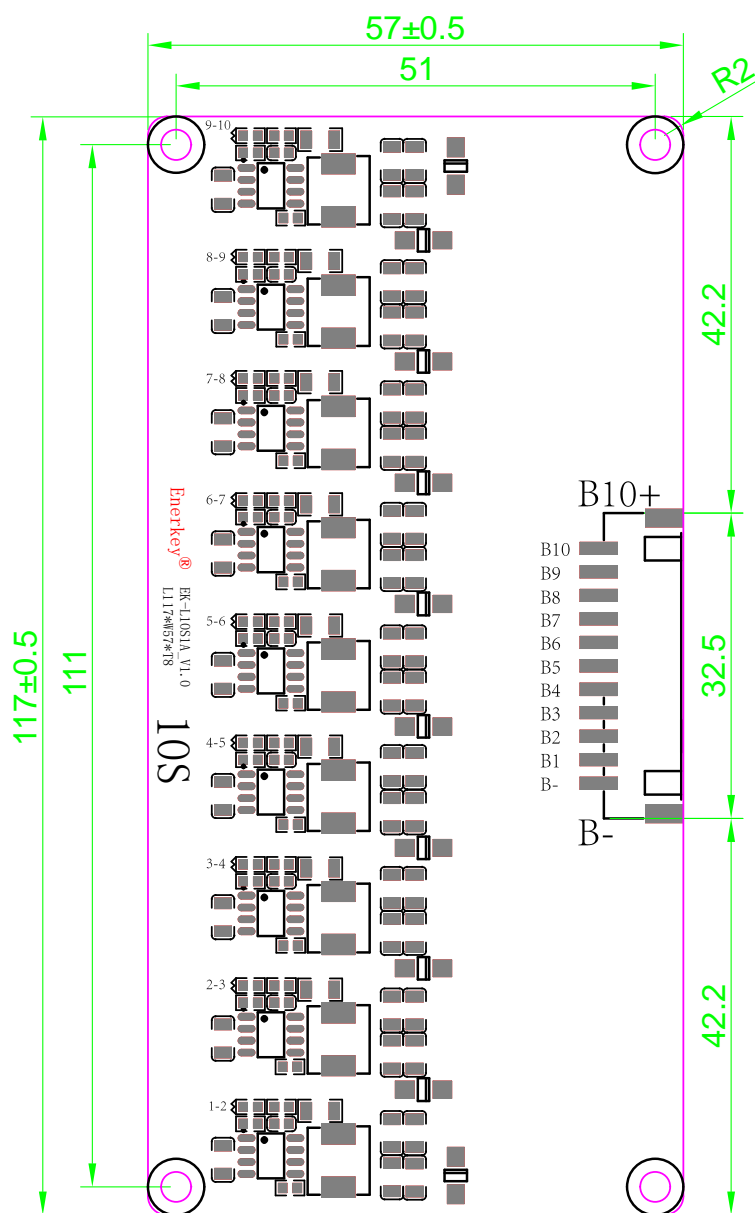 57±0.5
51
R2
9-10
8-9
7-8
6-7
5-6
4-5
3-4
2-3
1-2
117±0.5
111
Enerkey®
EK-L10S1A_V1.0
L117*W57*T8
10S
B10+
B10
B9
B8
B7
B6
B5
B4
B3
B2
B1
B-
B-
42.2
32.5
42.2